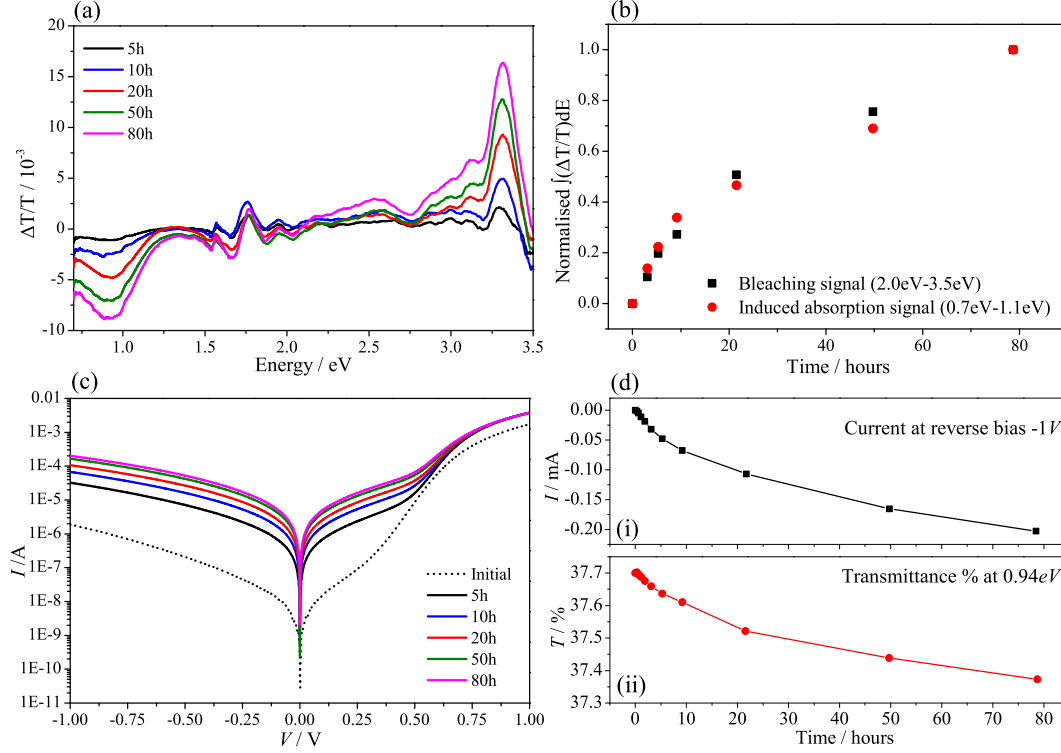 (a)
ΔT/T / 10⁻³
20
15
10
5
0
-5
-10
5h
10h
20h
50h
80h
1.0 1.5 2.0 2.5 3.0 3.5
Energy / eV
(b)
Normalised ∫(ΔT/T)dE
1.0
0.8
0.6
0.4
0.2
0.0
Bleaching signal (2.0eV-3.5eV)
Induced absorption signal (0.7eV-1.1eV)
0 20 40 60 80
Time / hours
(c)
I /A
0.01
1E-3
1E-4
1E-5
1E-6
1E-7
1E-8
1E-9
1E-10
1E-11
Initial
5h
10h
20h
50h
80h
-1.00 -0.75 -0.50 -0.25 0.00 0.25 0.50 0.75 1.00
V / V
(d)
I / mA
0.00
-0.05
-0.10
-0.15
-0.20
Current at reverse bias -1V
(i)
T / %
37.7
37.6
37.5
37.4
37.3
Transmittance % at 0.94eV
(ii)
0 10 20 30 40 50 60 70 80
Time / hours